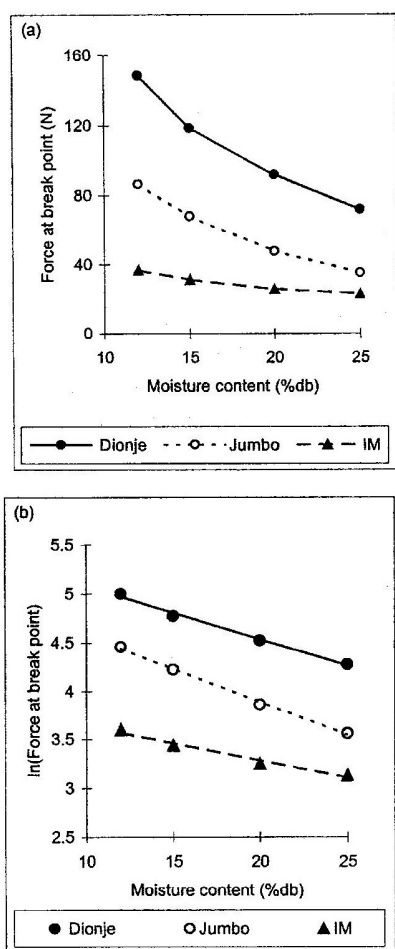 (a)
160
120
80
40
0
Force at break point (N)
10 15 20 25
Moisture content (%db)
Dionje Jumbo IM
(b)
5.5
5
4.5
4
3.5
3
2.5
ln(Force at break point)
10 15 20 25
Moisture content (%db)
Dionje Jumbo IM